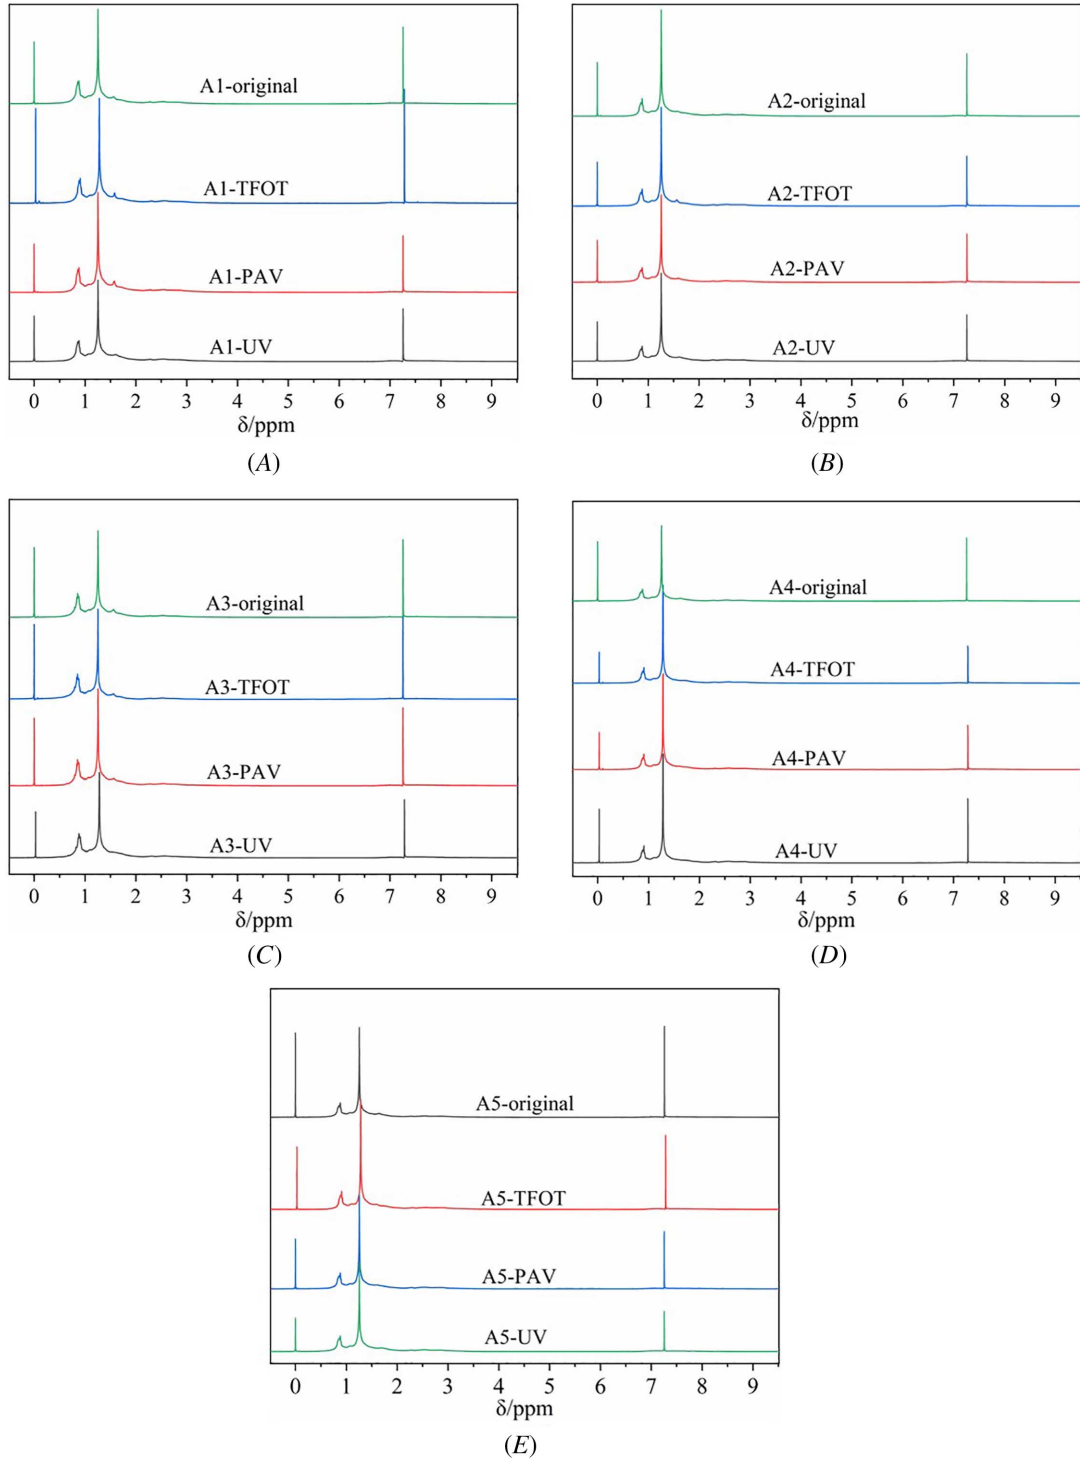 A1-original
A1-TFOT
A1-PAV
A1-UV
0 1 2 3 4 5 6 7 8 9
δ/ppm
(A)
A2-original
A2-TFOT
A2-PAV
A2-UV
0 1 2 3 4 5 6 7 8 9
δ/ppm
(B)
A3-original
A3-TFOT
A3-PAV
A3-UV
0 1 2 3 4 5 6 7 8 9
δ/ppm
(C)
A4-original
A4-TFOT
A4-PAV
A4-UV
0 1 2 3 4 5 6 7 8 9
δ/ppm
(D)
A5-original
A5-TFOT
A5-PAV
A5-UV
0 1 2 3 4 5 6 7 8 9
δ/ppm
(E)